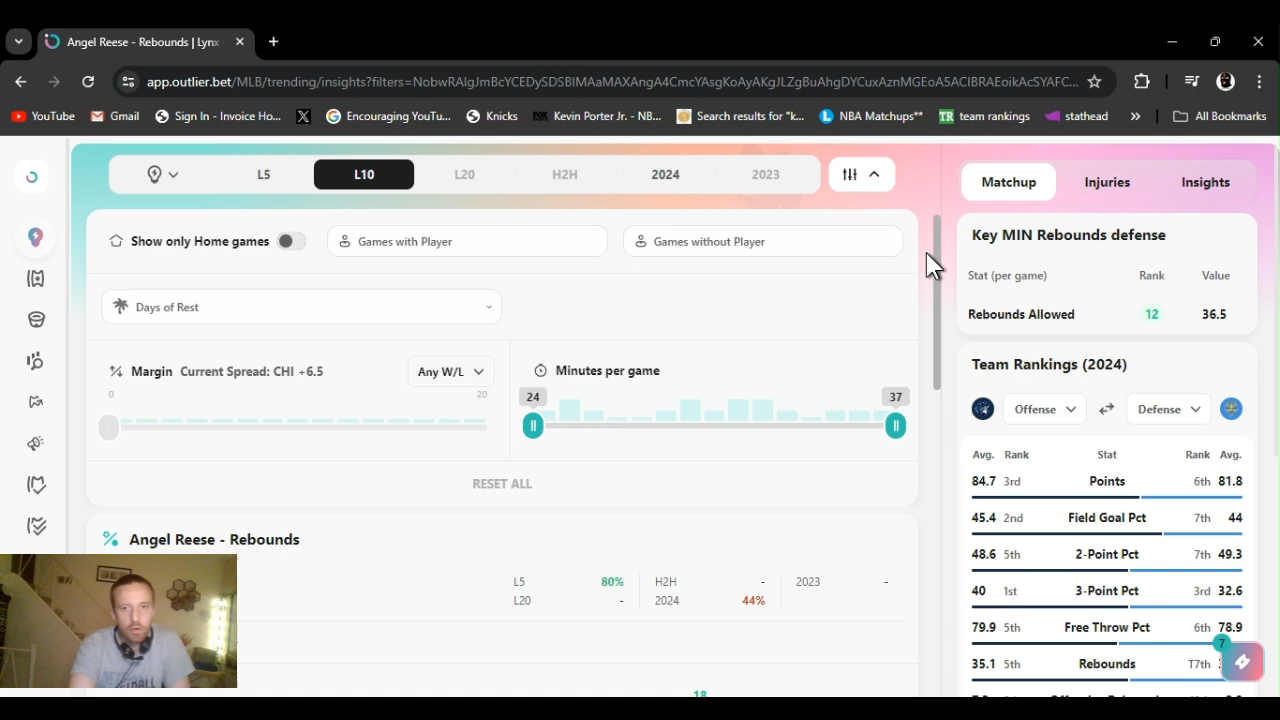 Angel Reese - Rebounds | Lynx
app.outlier.bet/MLB/trending/insights?filters=
YouTube Gmail Sign In - Invoice Ho... Encouraging YouTu... Knicks Kevin Porter Jr. - NB... Search results for "k... NBA Matchups** TR team rankings stathead » All Bookmarks
L5 L10 L20 H2H 2024 2023
Matchup Injuries Insights
Show only Home games Games with Player Games without Player
Days of Rest
Margin Current Spread: CHI +6.5 Any W/L
0 20
Minutes per game
24 37
RESET ALL
Angel Reese - Rebounds
L5 80% H2H - 2023 -
L20 - 2024 44%
18
Key MIN Rebounds defense
Stat (per game) Rank Value
Rebounds Allowed 12 36.5
Team Rankings (2024)
Offense Defense
Avg. Rank Stat Rank Avg.
84.7 3rd Points 6th 81.8
45.4 2nd Field Goal Pct 7th 44
48.6 5th 2-Point Pct 7th 49.3
40 1st 3-Point Pct 3rd 32.6
79.9 5th Free Throw Pct 6th 78.9
7
35.1 5th Rebounds T7th